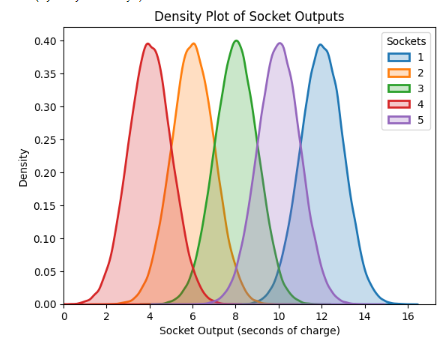 Density Plot of Socket Outputs
Sockets
1
2
3
4
5
Density
0.40
0.35
0.30
0.25
0.20
0.15
0.10
0.05
0.00
0 2 4 6 8 10 12 14 16
Socket Output (seconds of charge)